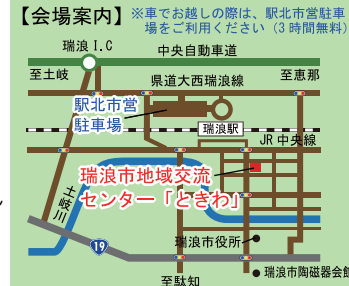 【会場案内】
※車でお越しの際は、駅北市営駐車
場をご利用ください（3時間無料）
瑞浪I.C
中央自動車道
至土岐
県道大西瑞浪線
至恵那
駅北市営
駐車場
瑞浪駅
JR中央線
瑞浪市地域交流
センター「ときわ」
土岐川
瑞浪市役所
19
瑞浪市陶磁器会館
至駄知